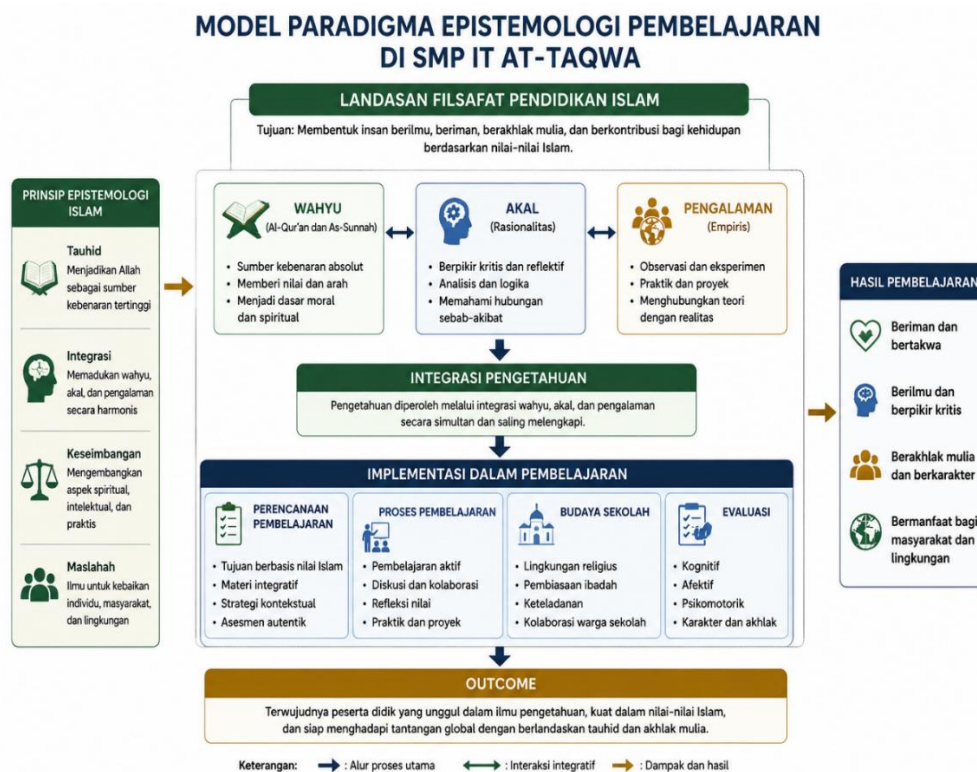 MODEL PARADIGMA EPISTEMOLOGI PEMBELAJARAN
DI SMP IT AT-TAQWA
LANDASAN FILSAFAT PENDIDIKAN ISLAM
Tujuan: Membentuk insan berilmu, beriman, berakhlak mulia, dan berkontribusi bagi kehidupan
berdasarkan nilai-nilai Islam.
PRINSIP EPISTEMOLOGI
ISLAM
Tauhid
Menjadikan Allah
sebagai sumber
kebenaran tertinggi
Integrasi
Memadukan wahyu,
akal, dan pengalaman
secara harmonis
Keseimbangan
Mengembangkan
aspek spiritual,
intelektual, dan
praktis
Maslahah
Ilmu untuk kebaikan
individu, masyarakat,
dan lingkungan
WAHYU
(Al-Qur'an dan As-Sunnah)
• Sumber kebenaran absolut
• Memberi nilai dan arah
• Menjadi dasar moral
dan spiritual
AKAL
(Rasionalitas)
• Berpikir kritis dan reflektif
• Analisis dan logika
• Memahami hubungan
sebab-akibat
PENGALAMAN
(Empiris)
• Observasi dan eksperimen
• Praktik dan proyek
• Menghubungkan teori
dengan realitas
INTEGRASI PENGETAHUAN
Pengetahuan diperoleh melalui integrasi wahyu, akal, dan pengalaman
secara simultan dan saling melengkapi.
IMPLEMENTASI DALAM PEMBELAJARAN
PERENCANAAN
PEMBELAJARAN
• Tujuan berbasis nilai Islam
• Materi integratif
• Strategi kontekstual
• Asesmen autentik
PROSES PEMBELAJARAN
• Pembelajaran aktif
• Diskusi dan kolaborasi
• Refleksi nilai
• Praktik dan proyek
BUDAYA SEKOLAH
• Lingkungan religius
• Pembiasaan ibadah
• Keteladanan
• Kolaborasi warga sekolah
EVALUASI
• Kognitif
• Afektif
• Psikomotorik
• Karakter dan akhlak
HASIL PEMBELAJARAN
Beriman dan
bertakwa
Berilmu dan
berpikir kritis
Berakhlak mulia
dan berkarakter
Bermanfaat bagi
masyarakat dan
lingkungan
OUTCOME
Terwujudnya peserta didik yang unggul dalam ilmu pengetahuan, kuat dalam nilai-nilai Islam,
dan siap menghadapi tantangan global dengan berlandaskan tauhid dan akhlak mulia.
Keterangan: : Alur proses utama : Interaksi integratif : Dampak dan hasil